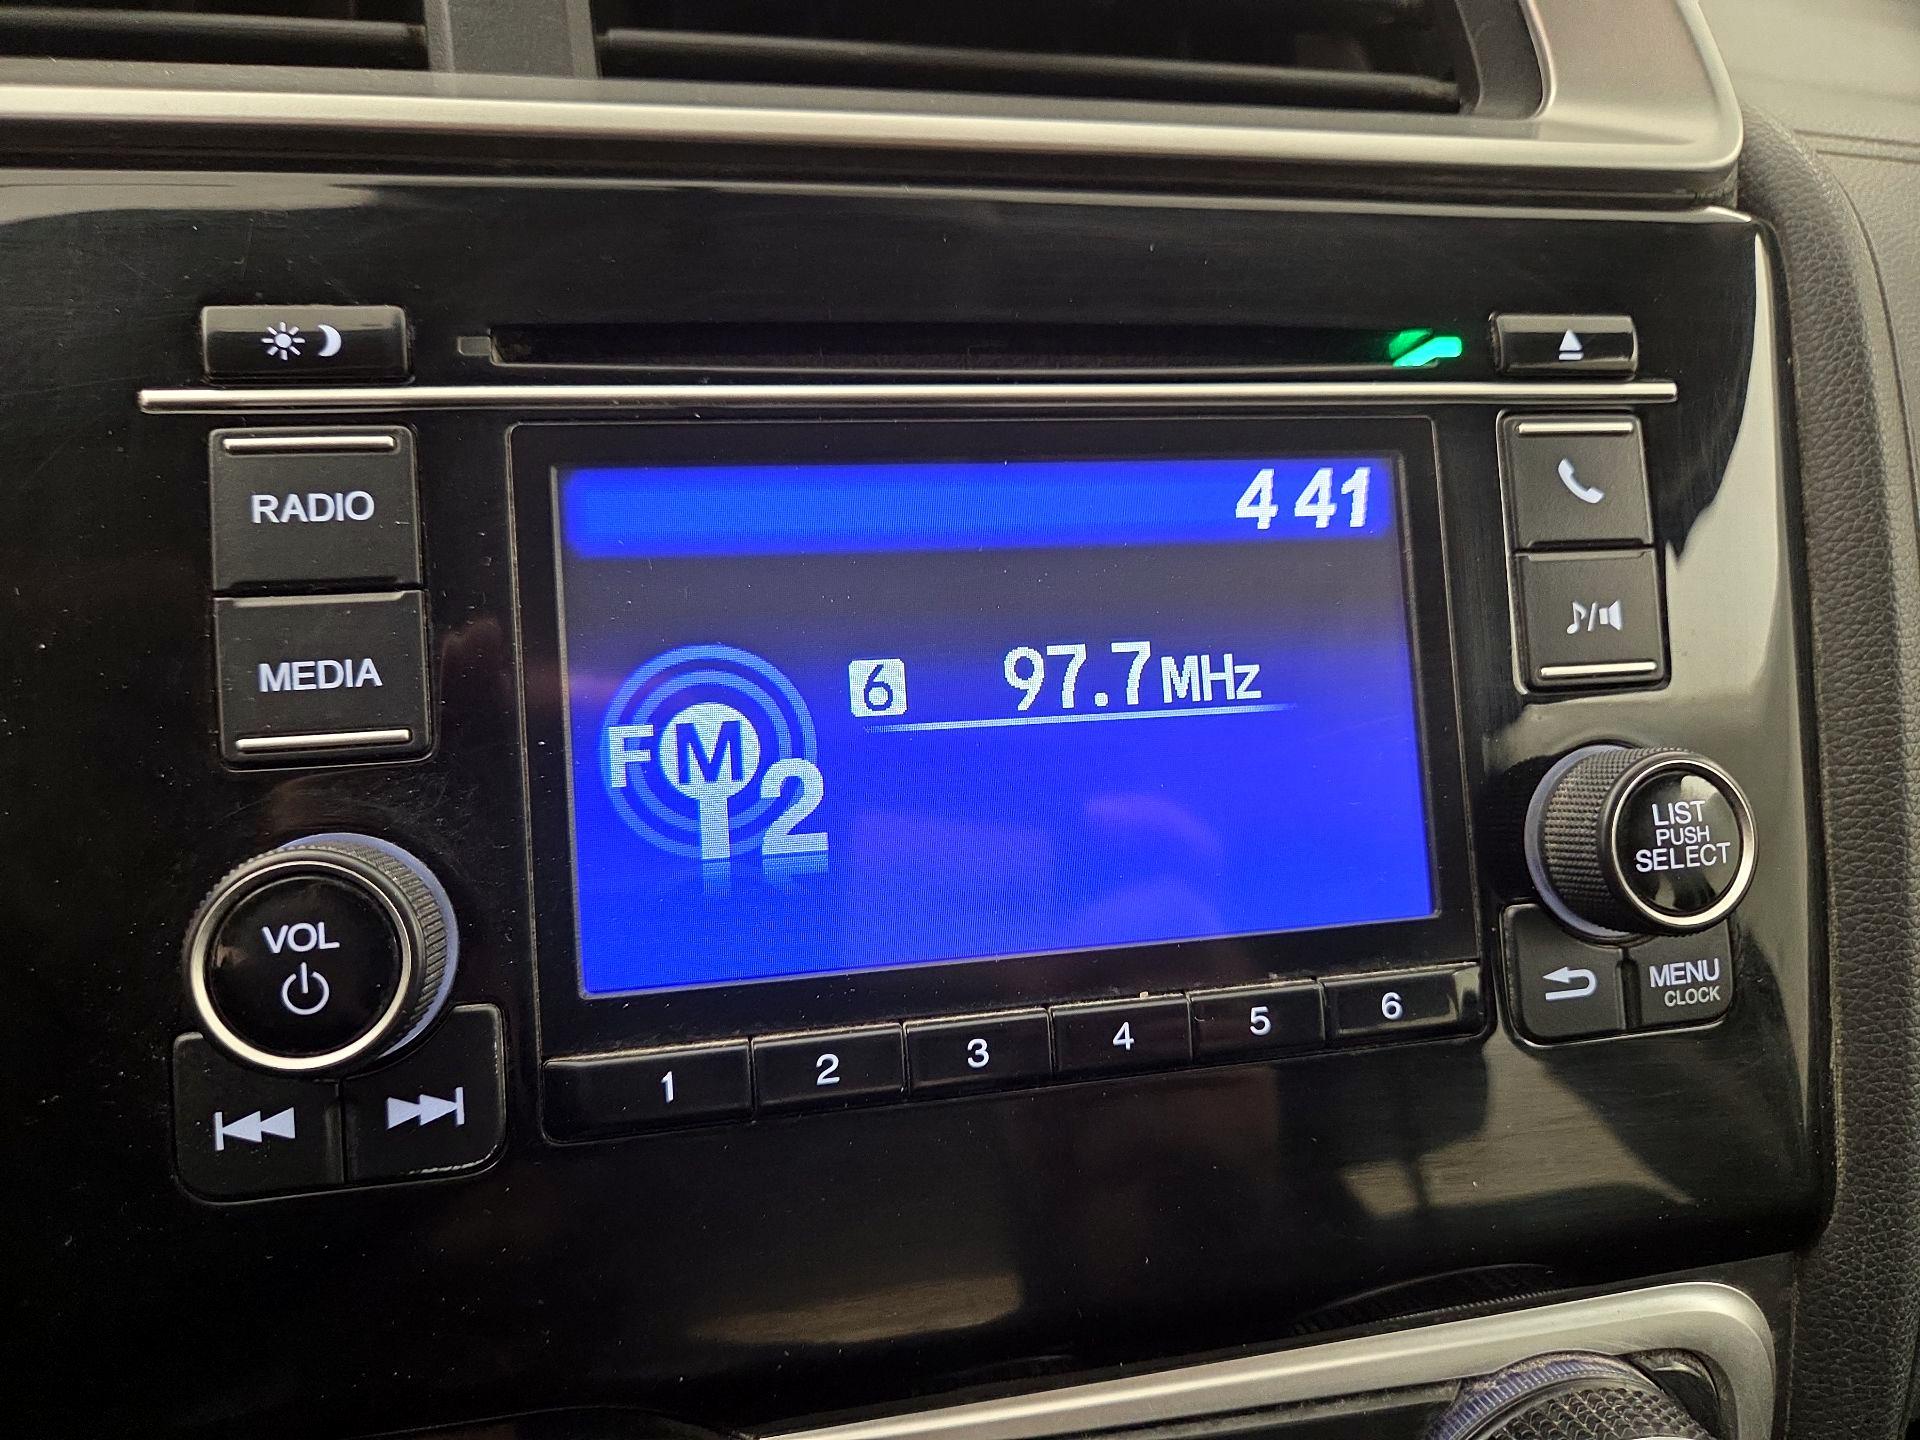 RADIO
MEDIA
4 41
6 97.7MHz
FM
2
VOL
LIST
PUSH
SELECT
MENU
CLOCK
1 2 3 4 5 6